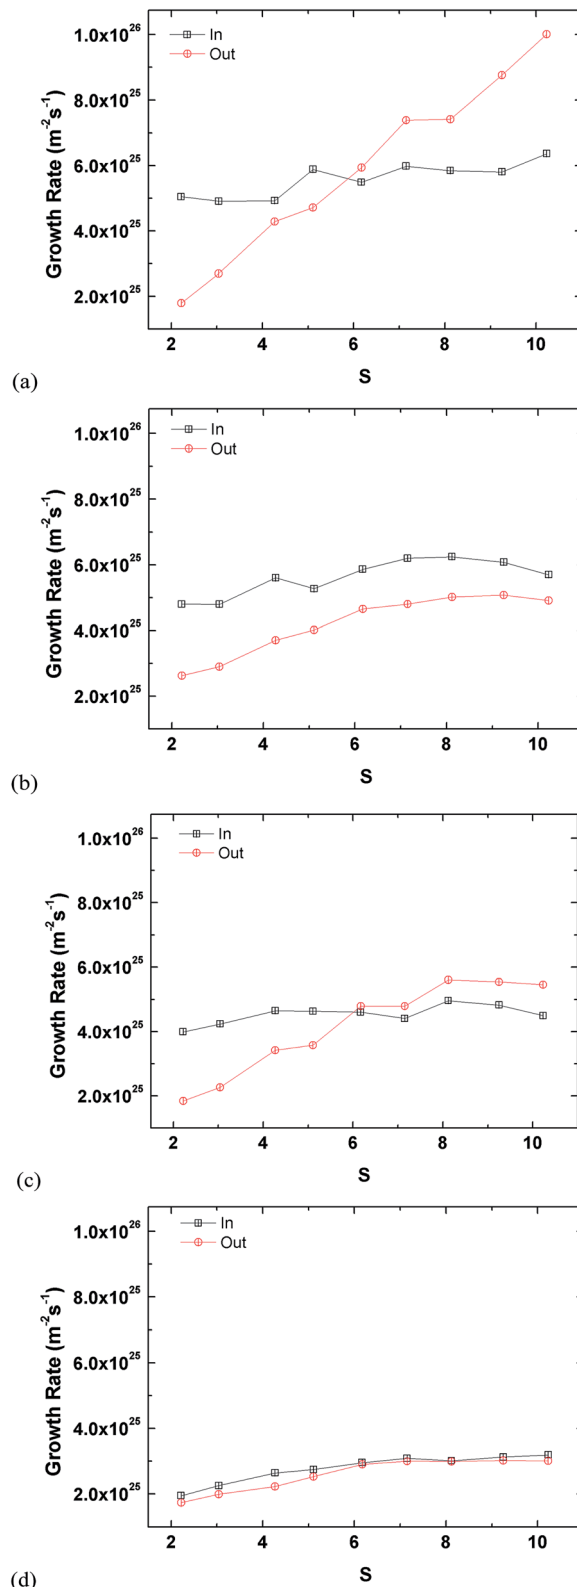 In
Out
1.0x10^26
8.0x10^25
6.0x10^25
4.0x10^25
2.0x10^25
Growth Rate (m^-2s^-1)
2 4 6 8 10
S
(a)
In
Out
1.0x10^26
8.0x10^25
6.0x10^25
4.0x10^25
2.0x10^25
Growth Rate (m^-2s^-1)
2 4 6 8 10
S
(b)
In
Out
1.0x10^26
8.0x10^25
6.0x10^25
4.0x10^25
2.0x10^25
Growth Rate (m^-2s^-1)
2 4 6 8 10
S
(c)
In
Out
1.0x10^26
8.0x10^25
6.0x10^25
4.0x10^25
2.0x10^25
Growth Rate (m^-2s^-1)
2 4 6 8 10
S
(d)